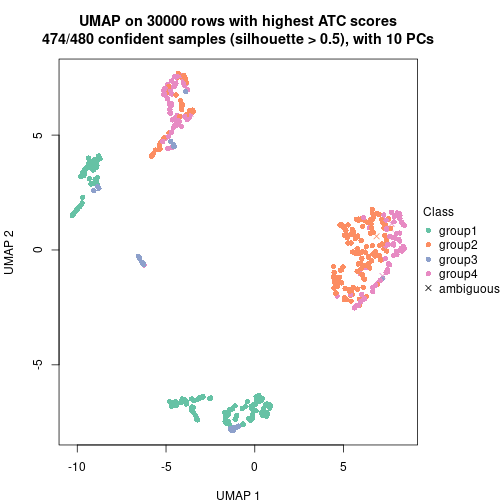 UMAP on 30000 rows with highest ATC scores
474/480 confident samples (silhouette > 0.5), with 10 PCs
UMAP 2
5
0
-5
-10
-5
0
5
UMAP 1
Class
group1
group2
group3
group4
ambiguous